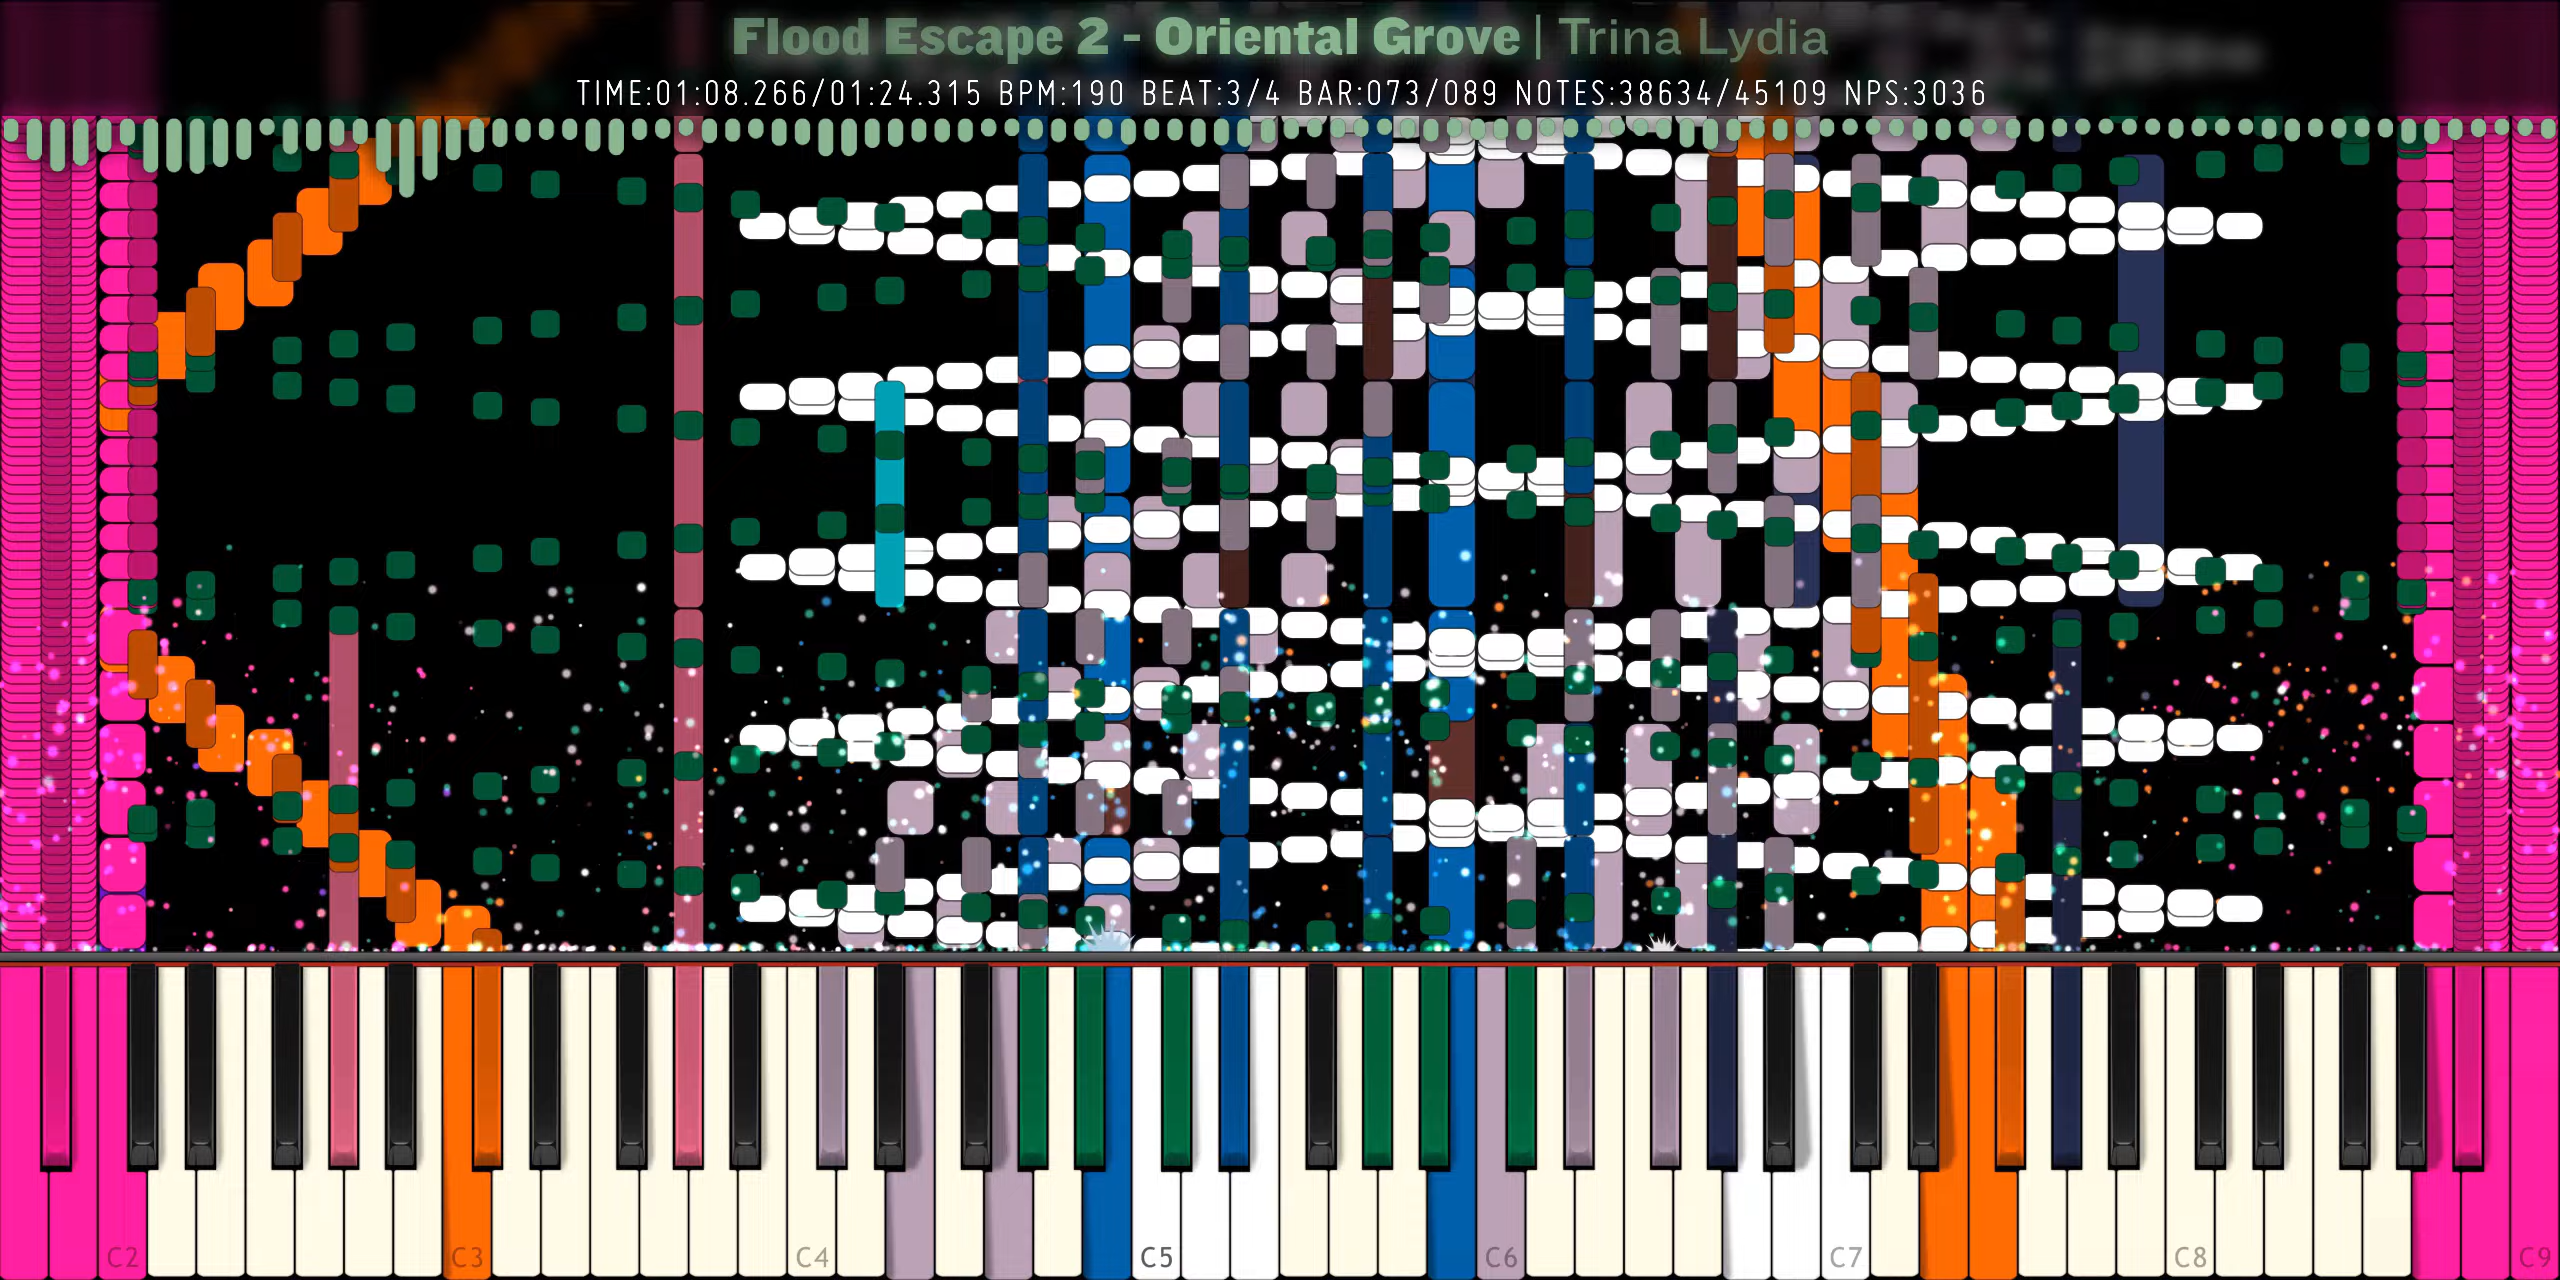 Flood Escape 2 - Oriental Grove | Trina Lydia
TIME:01:08.266/01:24.315 BPM:190 BEAT:3/4 BAR:073/089 NOTES:38634/45109 NPS:3036
C2 C3 C4 C5 C6 C7 C8 C9